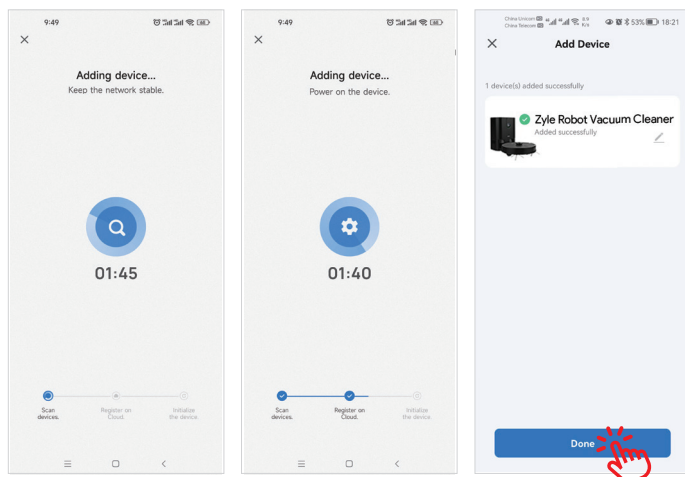 9:49
Adding device...
Keep the network stable.
01:45
Scan
devices.
Register on
Cloud.
Initialize
the device
9:49
Adding device...
Power on the device.
01:40
Scan
devices.
Register on
Cloud.
Initialize
the device
China Unicom
China Telecom
K/s
53%
18:21
Add Device
1 device(s) added successfully
Zyle Robot Vacuum Cleaner
Added successfully
Done